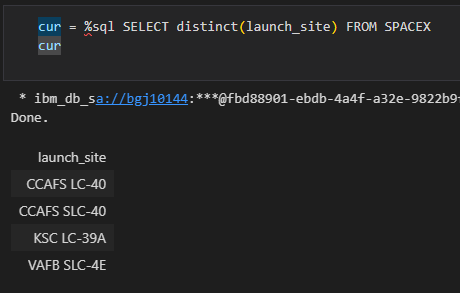 cur = %sql SELECT distinct(launch_site) FROM SPACEX
cur
* ibm_db_sa://bgj10144:***@fbd88901-ebdb-4a4f-a32e-9822b9
Done.
launch_site
CCAFS LC-40
CCAFS SLC-40
KSC LC-39A
VAFB SLC-4E